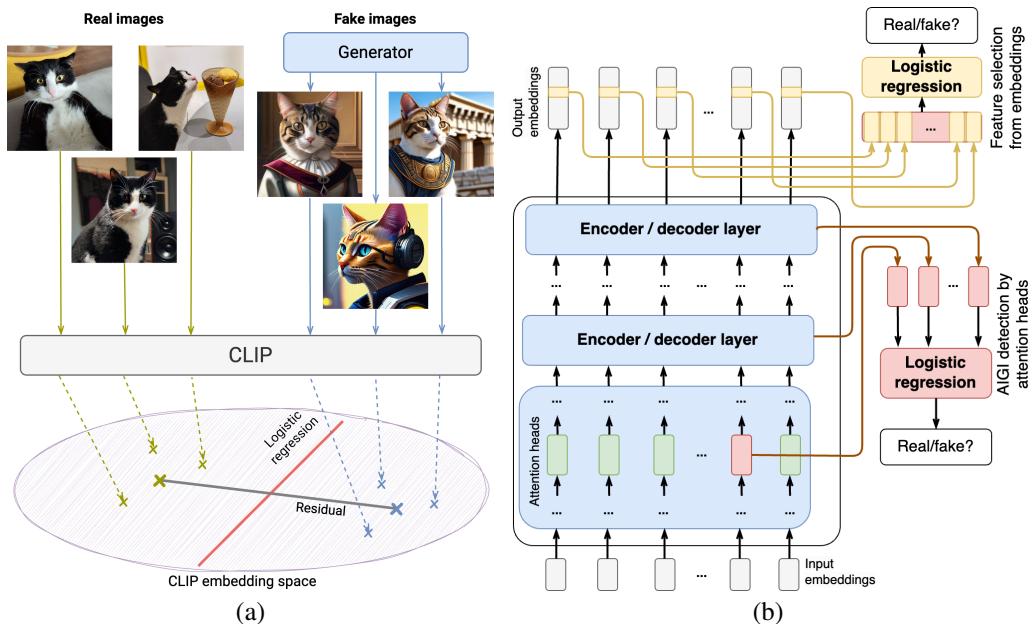 Real images
Fake images
Generator
CLIP
Logistic
regression
Residual
CLIP embedding space
(a)
Real/fake?
Logistic
regression
...
Feature selection
from embeddings
Output
embeddings
...
Encoder / decoder layer
... ... ... ... ... ...
Encoder / decoder layer
...
AIGI detection by
attention heads
Logistic
regression
Real/fake?
Attention heads
... ... ... ... ...
...
... ... ... ... ...
...
Input
embeddings
(b)